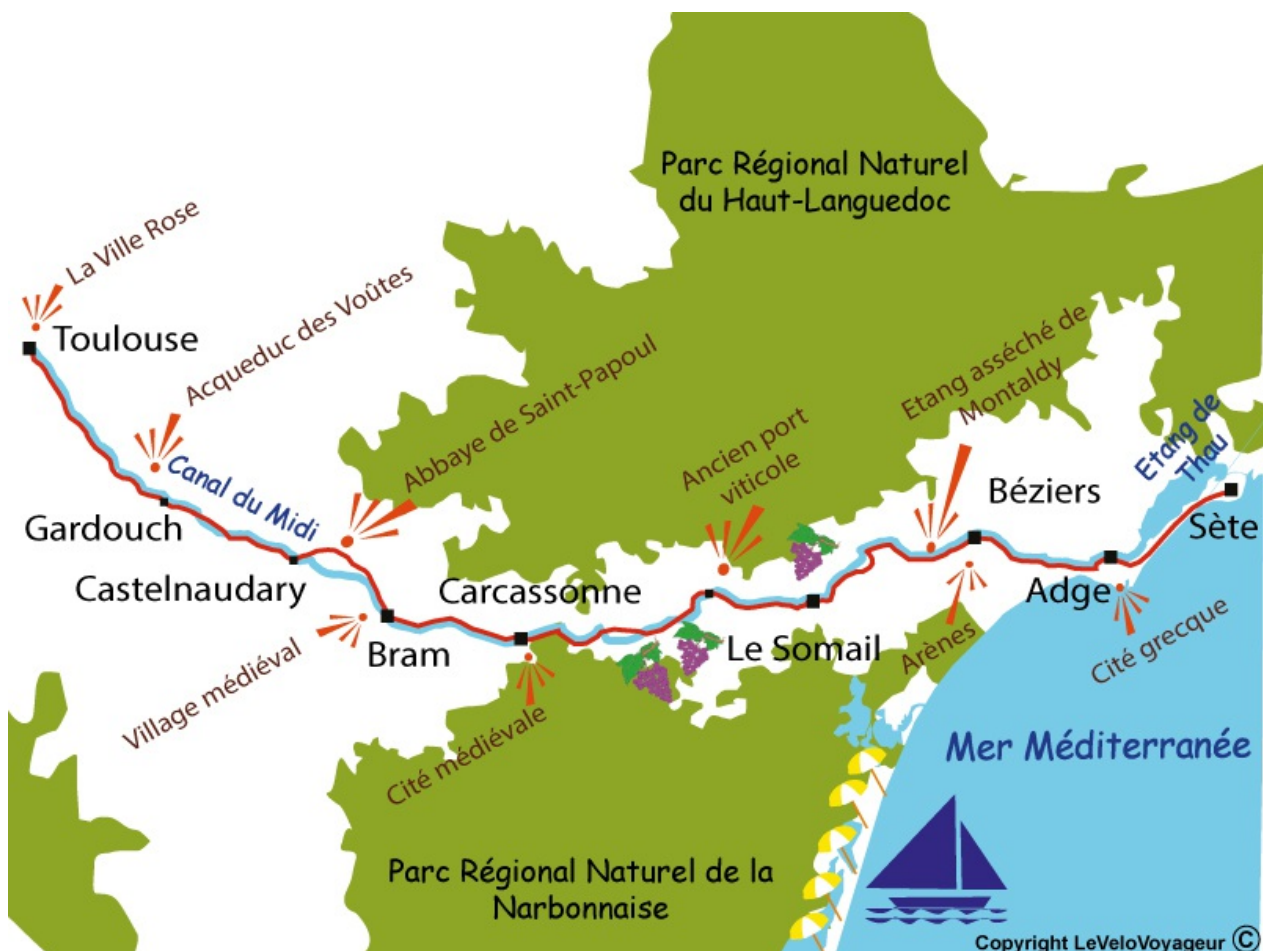 Parc Régional Naturel
du Haut-Languedoc
La Ville Rose
Toulouse
Acqueduc des Voûtes
Abbaye de Saint-Papoul
Canal du Midi
Gardouch
Castelnaudary
Village médiéval
Bram
Carcassonne
Cité médiévale
Ancien port
viticole
Le Somail
Etang asséché de
Montaldy
Béziers
Arènes
Adge
Cité grecque
Etang de
Thau
Sète
Mer Méditerranée
Parc Régional Naturel de la
Narbonnaise
Copyright LeVeloVoyageur ©